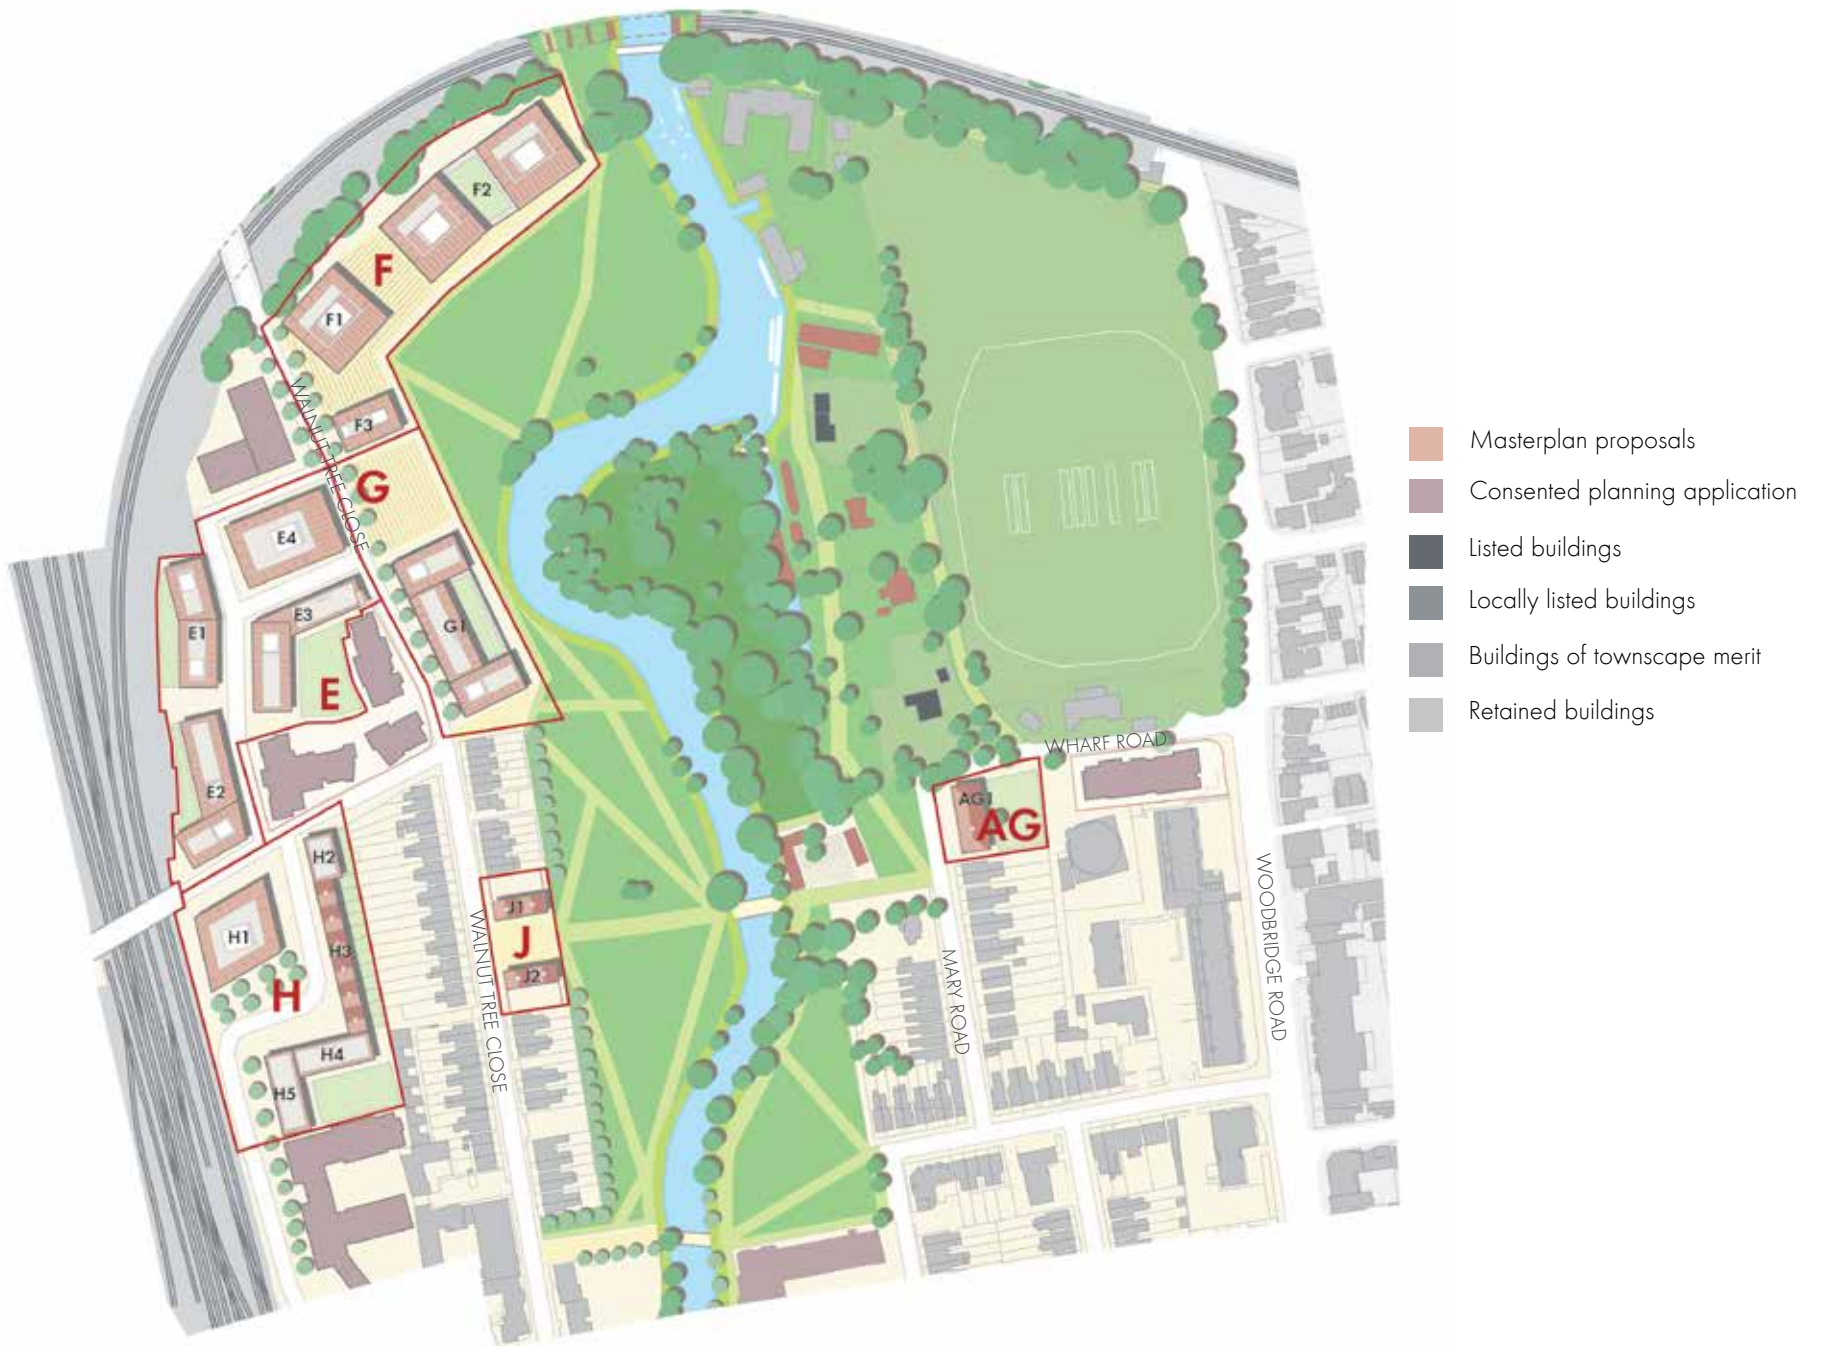 F2
F
F1
WALNUT TREE CLOSE
F3
G
E4
E3
E1
G1
E
E2
WHARF ROAD
AG1
AG
H2
J1
H1
H3
J
J2
H
H4
H5
WALNUT TREE CLOSE
MARY ROAD
WOODBRIDGE ROAD
Masterplan proposals
Consented planning application
Listed buildings
Locally listed buildings
Buildings of townscape merit
Retained buildings